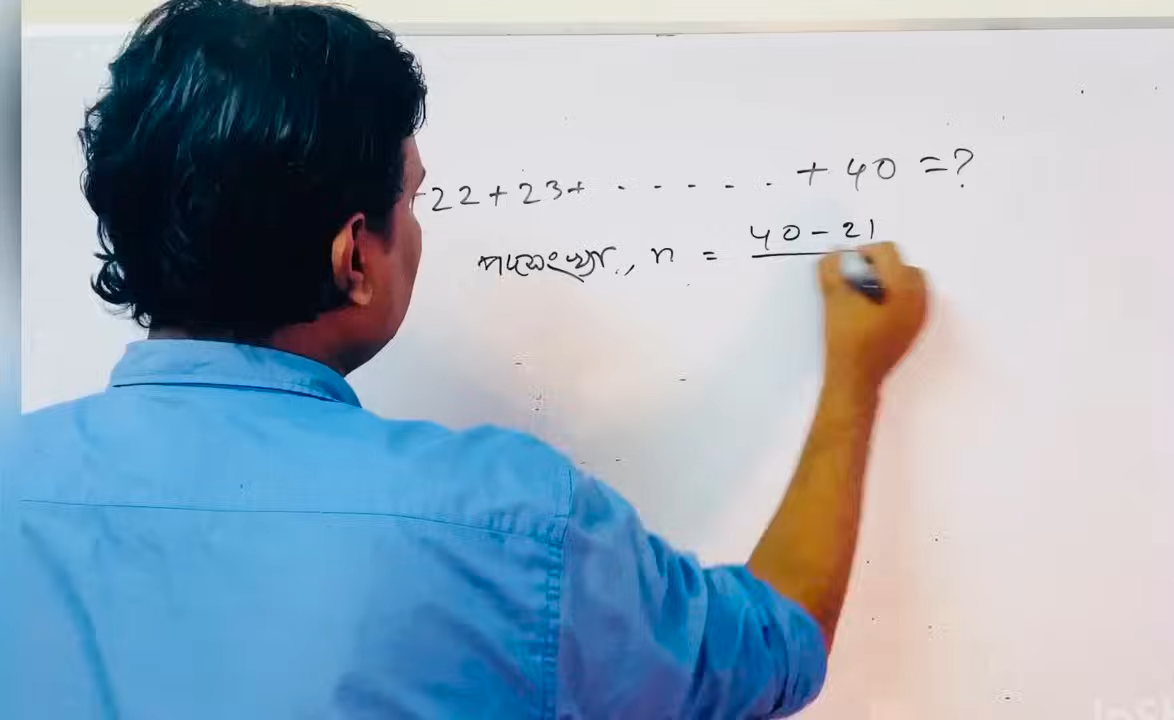 +22+23+ . . . . . . +40 =?
পদসংখ্যা, n = 40-21